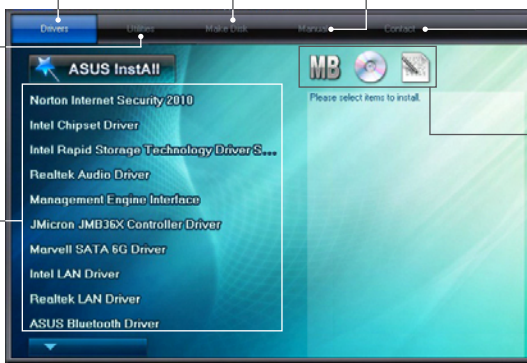 Drivers Utilities Make Disk Manual Contact
ASUS InstAll
MB
Norton Internet Security 2010
Please select items to install.
Intel Chipset Driver
Intel Rapid Storage Technology Driver S...
Realtek Audio Driver
Management Engine Interface
JMicron JMB36X Controller Driver
Marvell SATA 6G Driver
Intel LAN Driver
Realtek LAN Driver
ASUS Bluetooth Driver